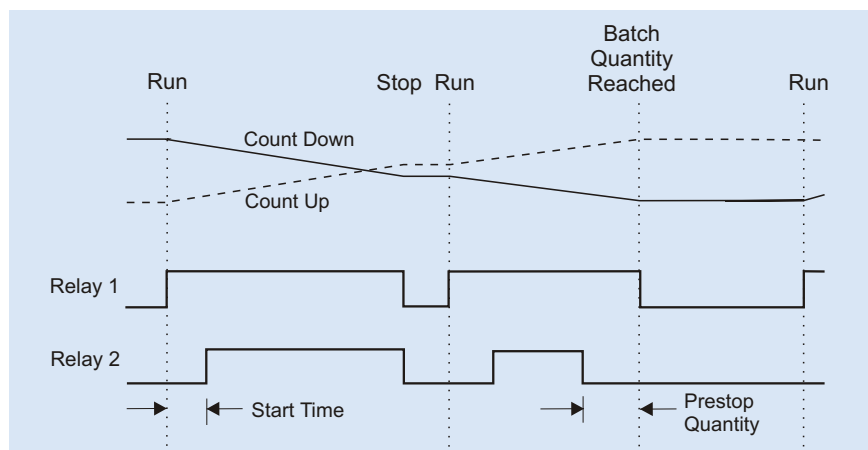 Batch
Quantity
Reached
Run
Stop
Run
Run
Count Down
Count Up
Relay 1
Relay 2
Start Time
Prestop
Quantity